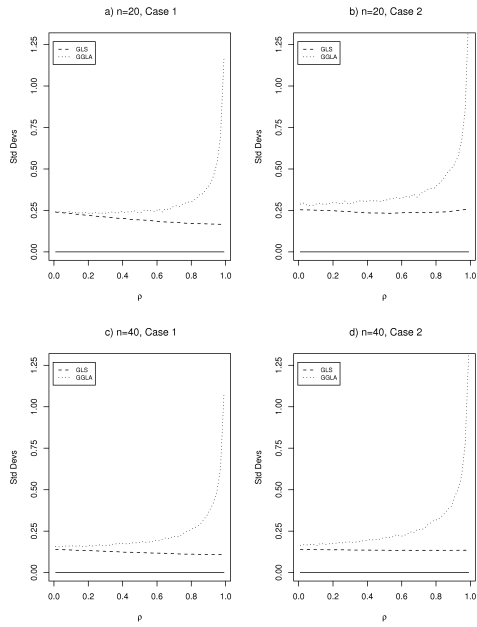 a) n=20, Case 1
GLS
GGLA
Std Devs
0.00 0.25 0.50 0.75 1.00 1.25
0.0 0.2 0.4 0.6 0.8 1.0
ρ
b) n=20, Case 2
GLS
GGLA
Std Devs
0.00 0.25 0.50 0.75 1.00 1.25
0.0 0.2 0.4 0.6 0.8 1.0
ρ
c) n=40, Case 1
GLS
GGLA
Std Devs
0.00 0.25 0.50 0.75 1.00 1.25
0.0 0.2 0.4 0.6 0.8 1.0
ρ
d) n=40, Case 2
GLS
GGLA
Std Devs
0.00 0.25 0.50 0.75 1.00 1.25
0.0 0.2 0.4 0.6 0.8 1.0
ρ